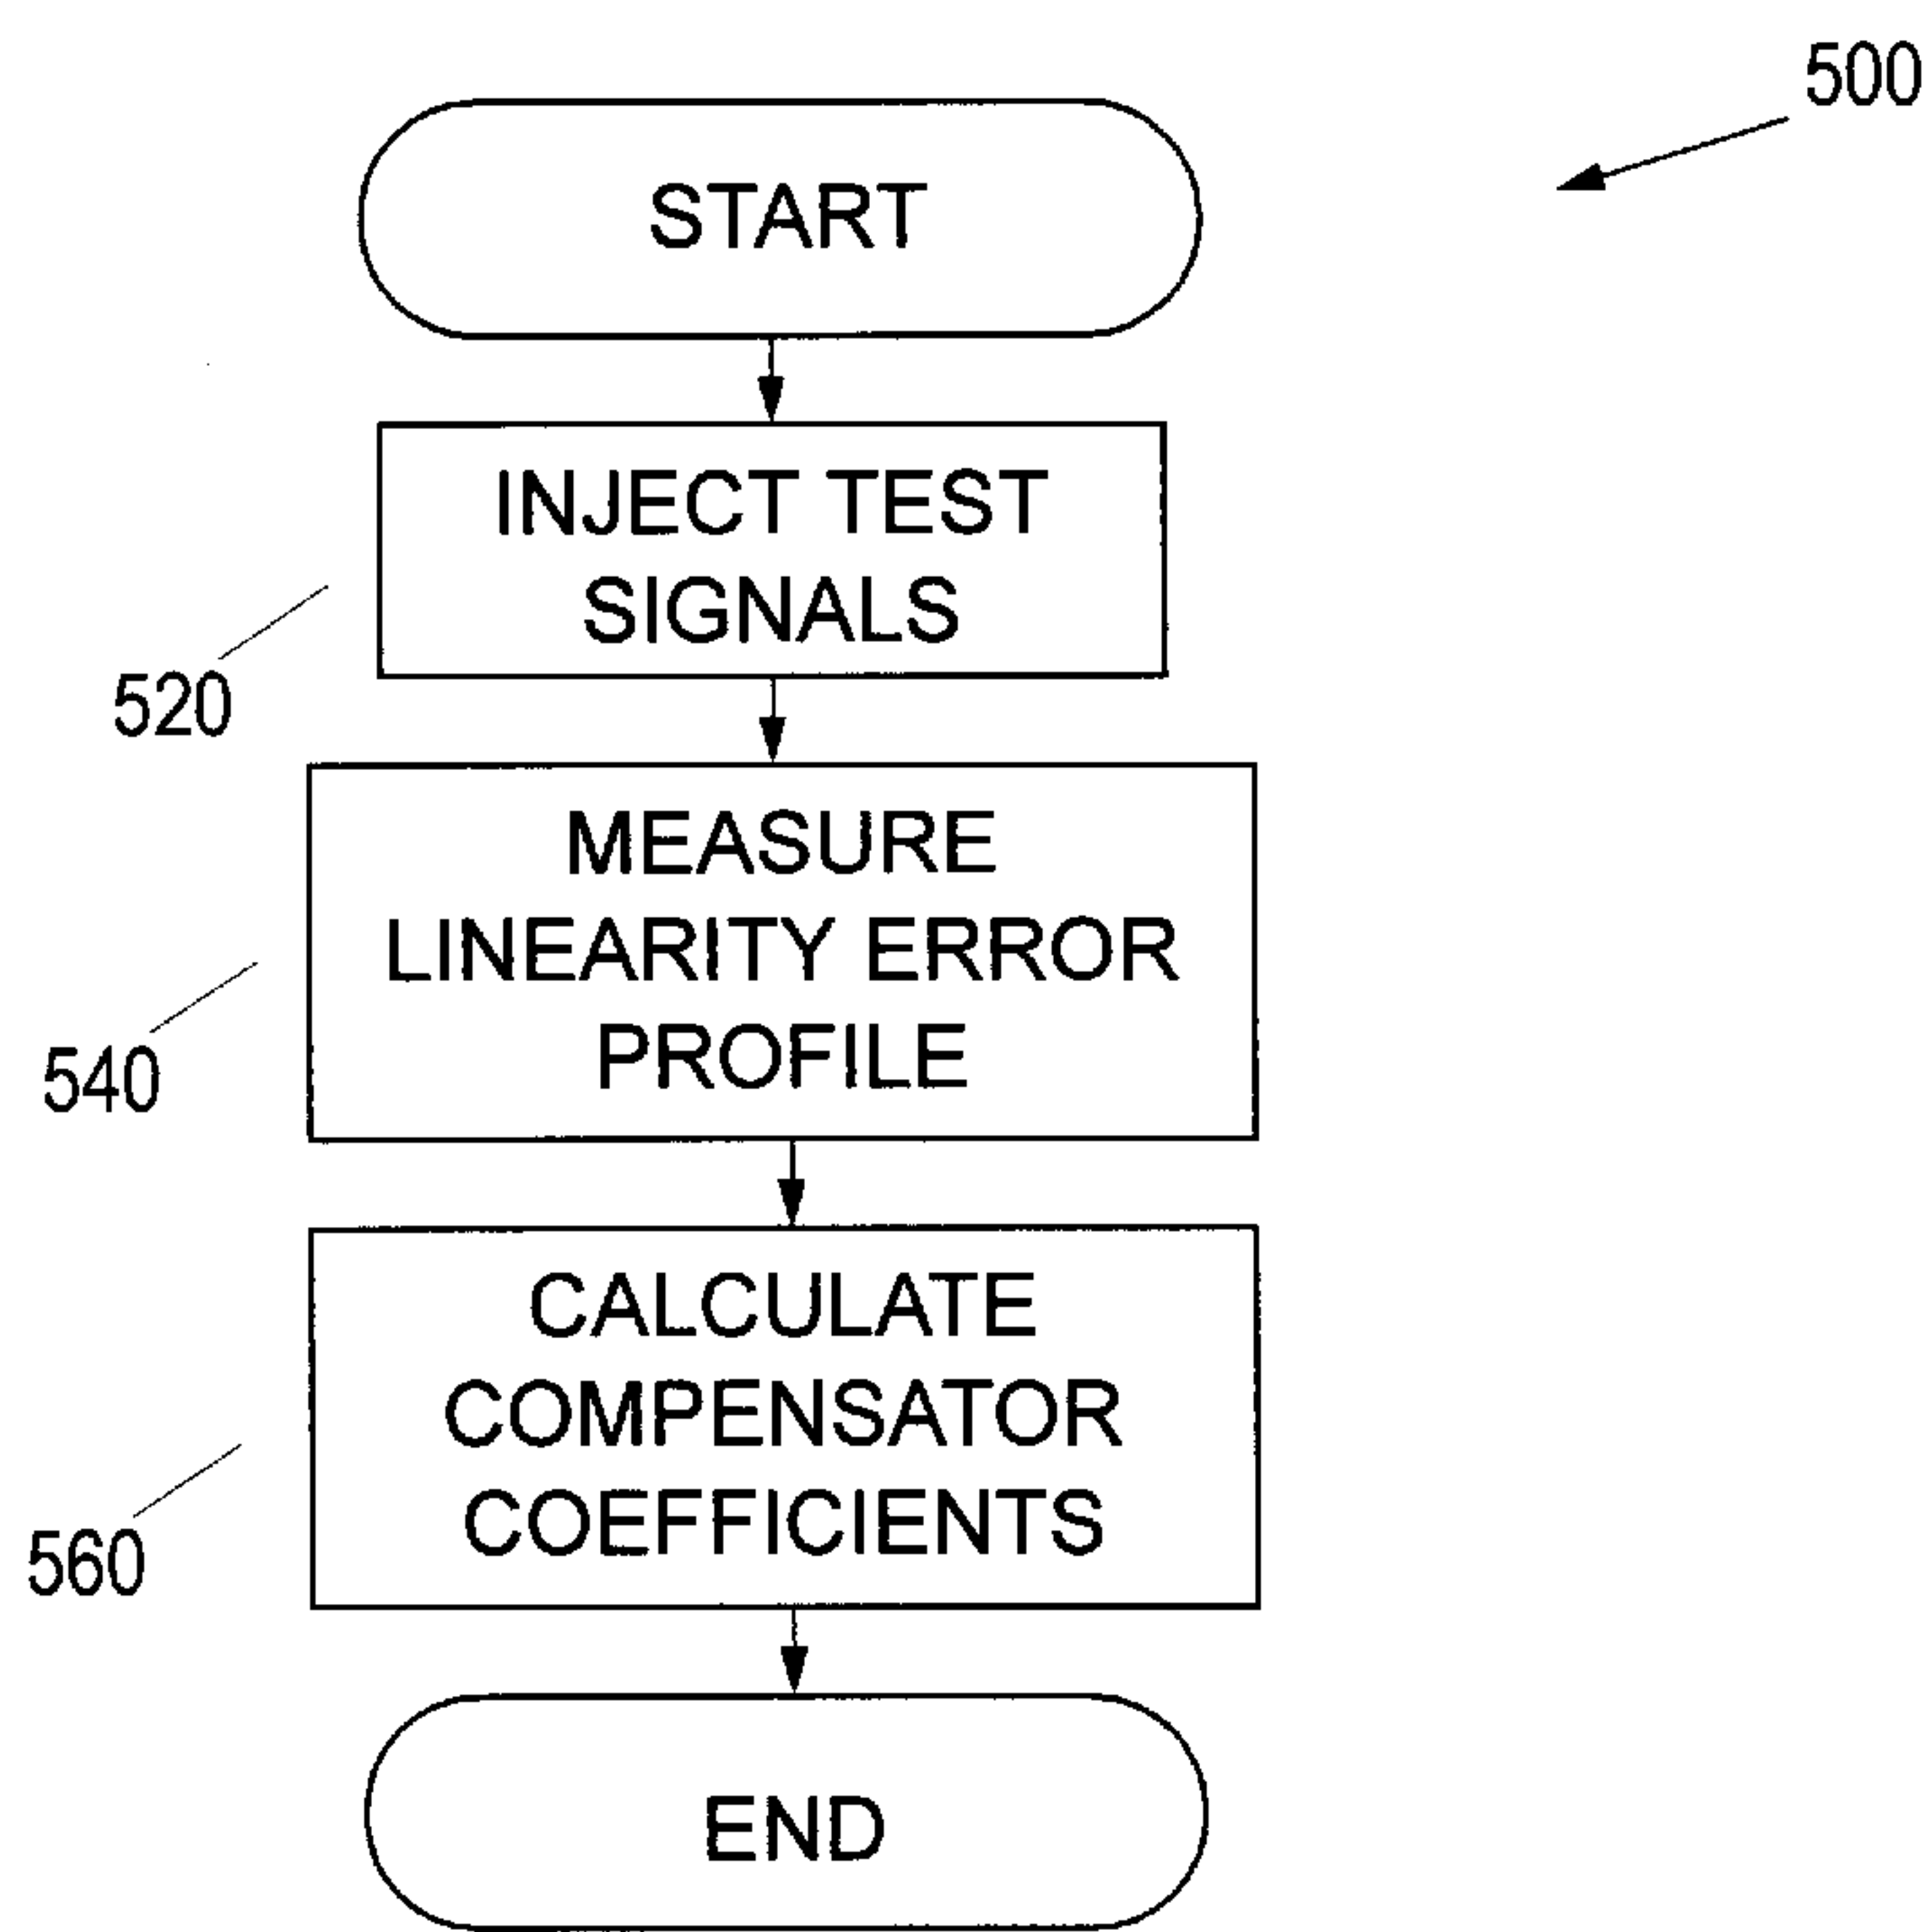 500
START
INJECT TEST
SIGNALS
520
MEASURE
LINEARITY ERROR
PROFILE
540
CALCULATE
COMPENSATOR
COEFFICIENTS
560
END